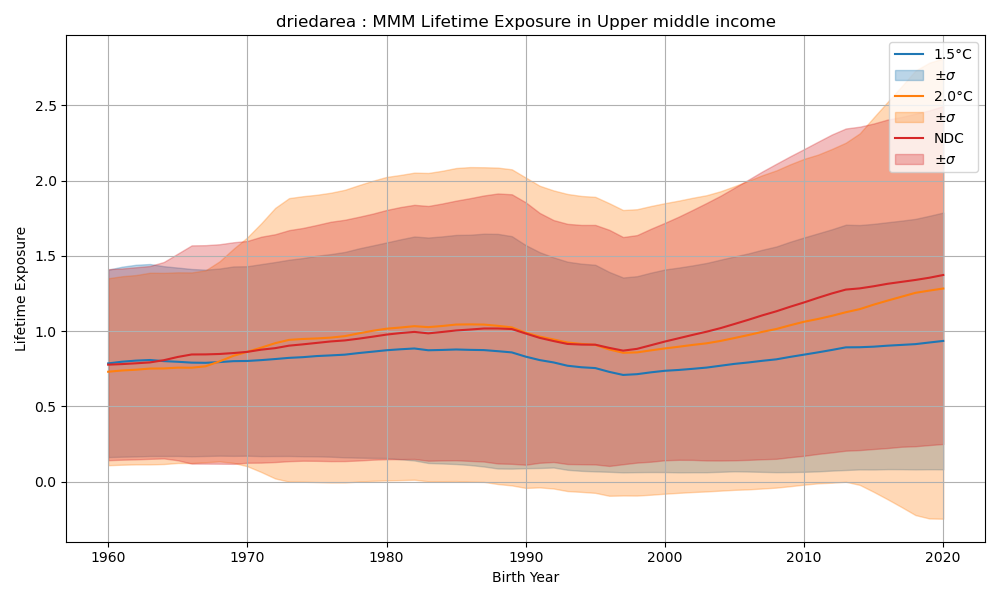 driedarea : MMM Lifetime Exposure in Upper middle income
1.5°C
±σ
2.0°C
±σ
NDC
±σ
Lifetime Exposure
2.5
2.0
1.5
1.0
0.5
0.0
1960 1970 1980 1990 2000 2010 2020
Birth Year